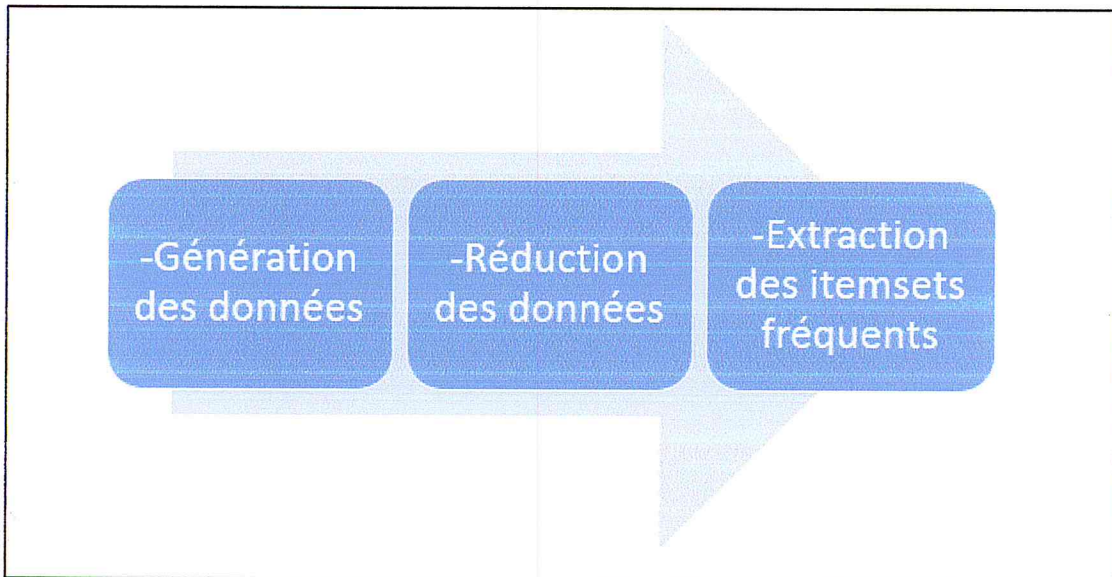 -Génération
des données
-Réduction
des données
-Extraction
des itemsets
fréquents